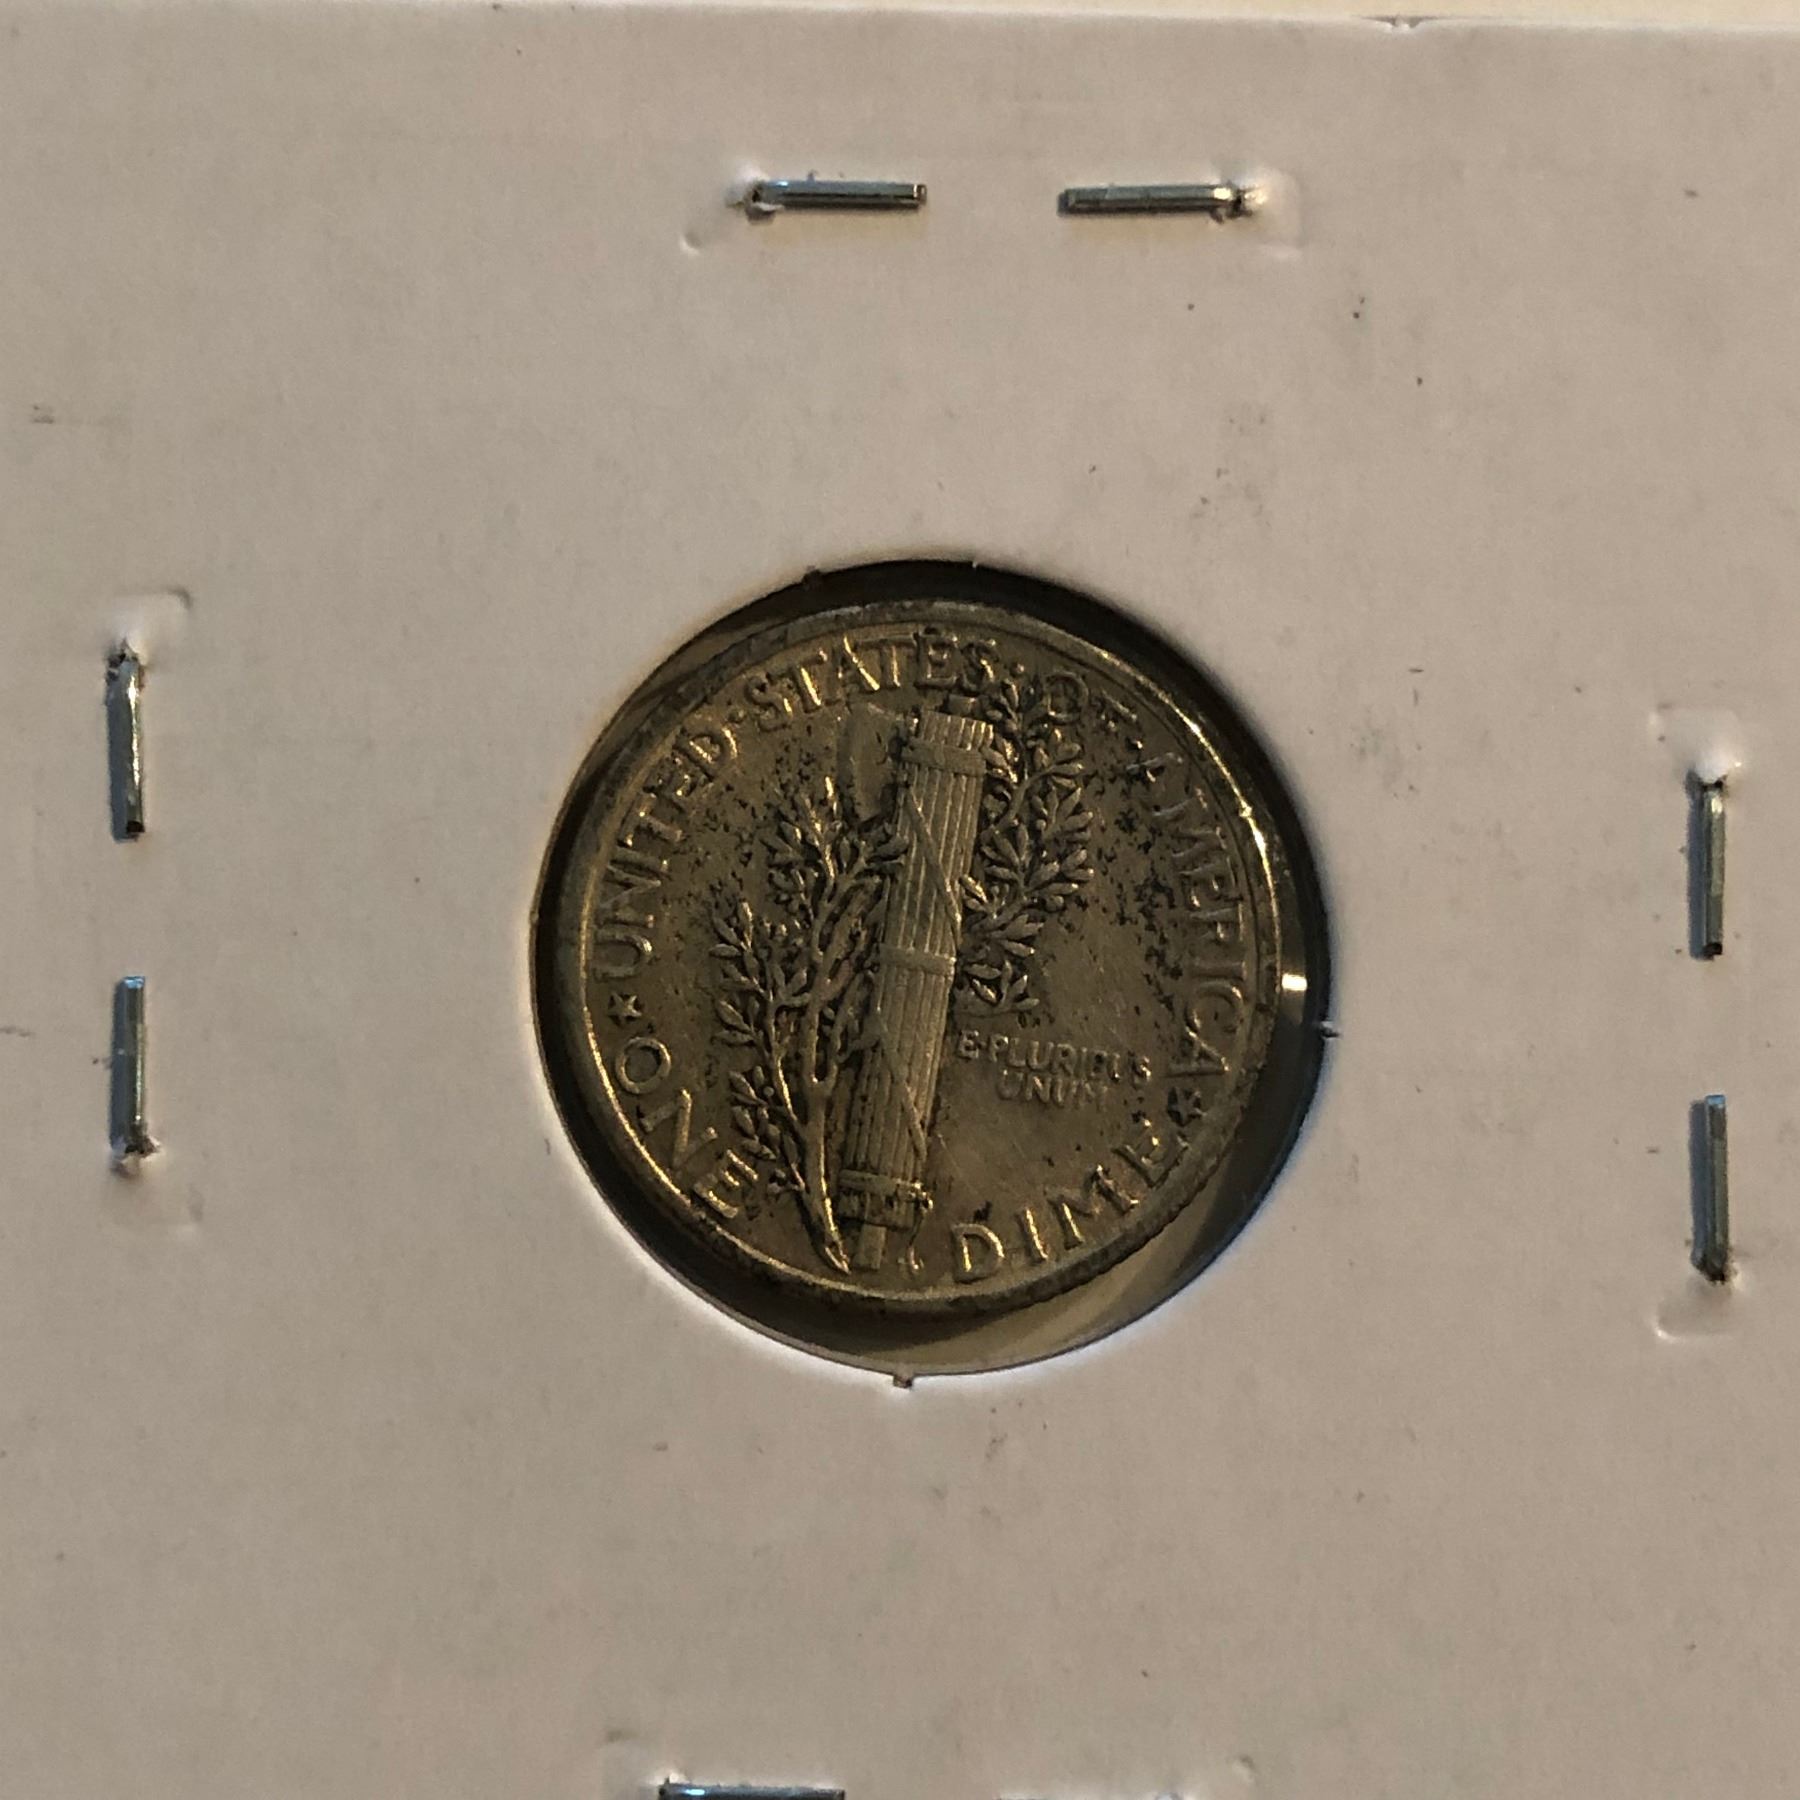 UNITED·STATES·OF·AMERICA
E·PLURIBUS
UNUM
ONE DIME